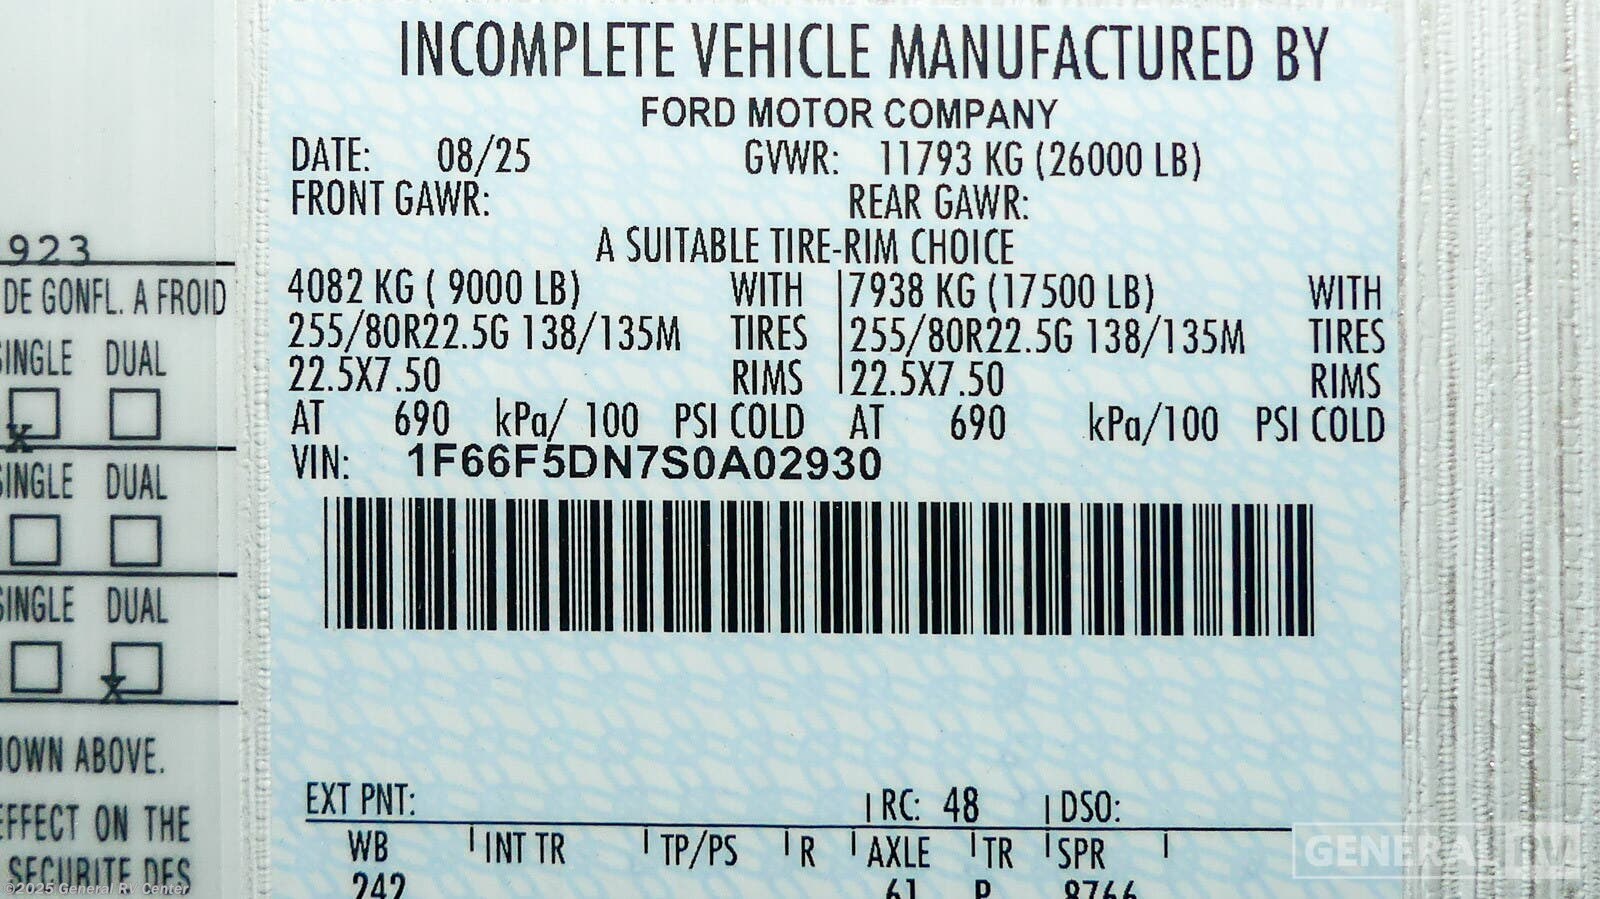 INCOMPLETE VEHICLE MANUFACTURED BY
FORD MOTOR COMPANY
DATE: 08/25 GVWR: 11793 KG (26000 LB)
FRONT GAWR: REAR GAWR:
A SUITABLE TIRE-RIM CHOICE
4082 KG ( 9000 LB) WITH 7938 KG (17500 LB) WITH
255/80R22.5G 138/135M TIRES 255/80R22.5G 138/135M TIRES
22.5X7.50 RIMS 22.5X7.50 RIMS
AT 690 kPa/ 100 PSI COLD AT 690 kPa/100 PSI COLD
VIN: 1F66F5DN7S0A02930
EXT PNT: RC: 48 DSO:
WB INT TR TP/PS R AXLE TR SPR
242 61 P 8766
923
DE GONFL. A FROID
SINGLE DUAL
x
SINGLE DUAL
SINGLE DUAL
x
OWN ABOVE.
EFFECT ON THE
SECURITE DES
©2025 General RV Center
GENERAL RV